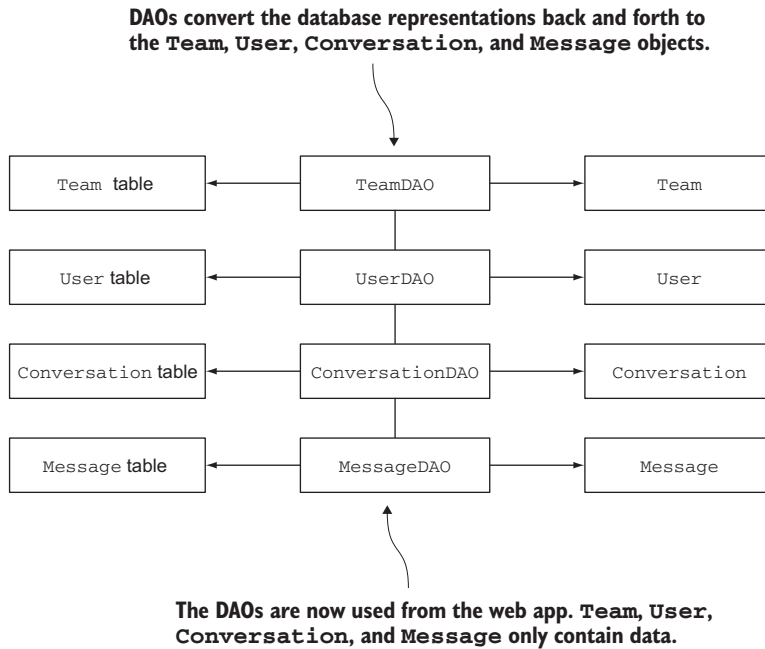 DAOs convert the database representations back and forth to
the Team, User, Conversation, and Message objects.
Team table
TeamDAO
Team
User table
UserDAO
User
Conversation table
ConversationDAO
Conversation
Message table
MessageDAO
Message
The DAOs are now used from the web app. Team, User,
Conversation, and Message only contain data.